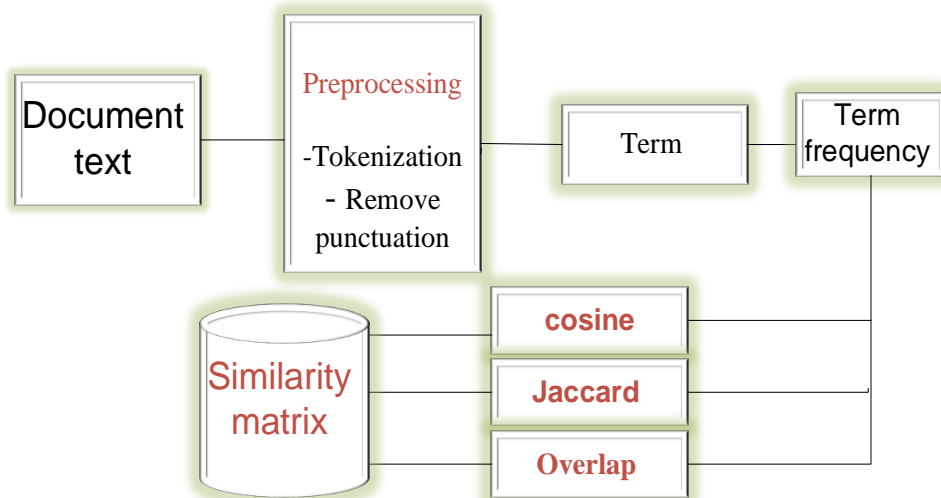 Document
text
Preprocessing
-Tokenization
- Remove
punctuation
Term
Term
frequency
cosine
Jaccard
Overlap
Similarity
matrix